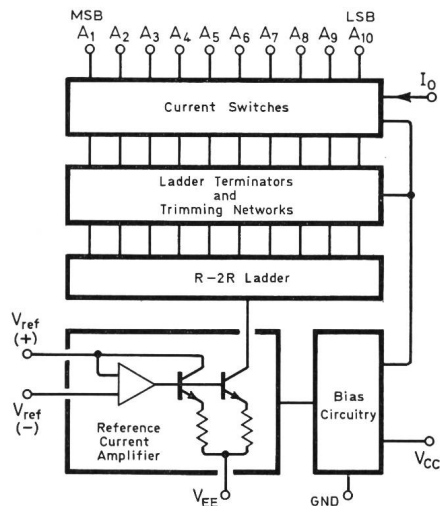 MSB LSB
A1 A2 A3 A4 A5 A6 A7 A8 A9 A10
IO
Current Switches
Ladder Terminators
and
Trimming Networks
R-2R Ladder
Vref
(+)
Vref
(-)
Reference
Current
Amplifier
Bias
Circuitry
VCC
VEE
GND